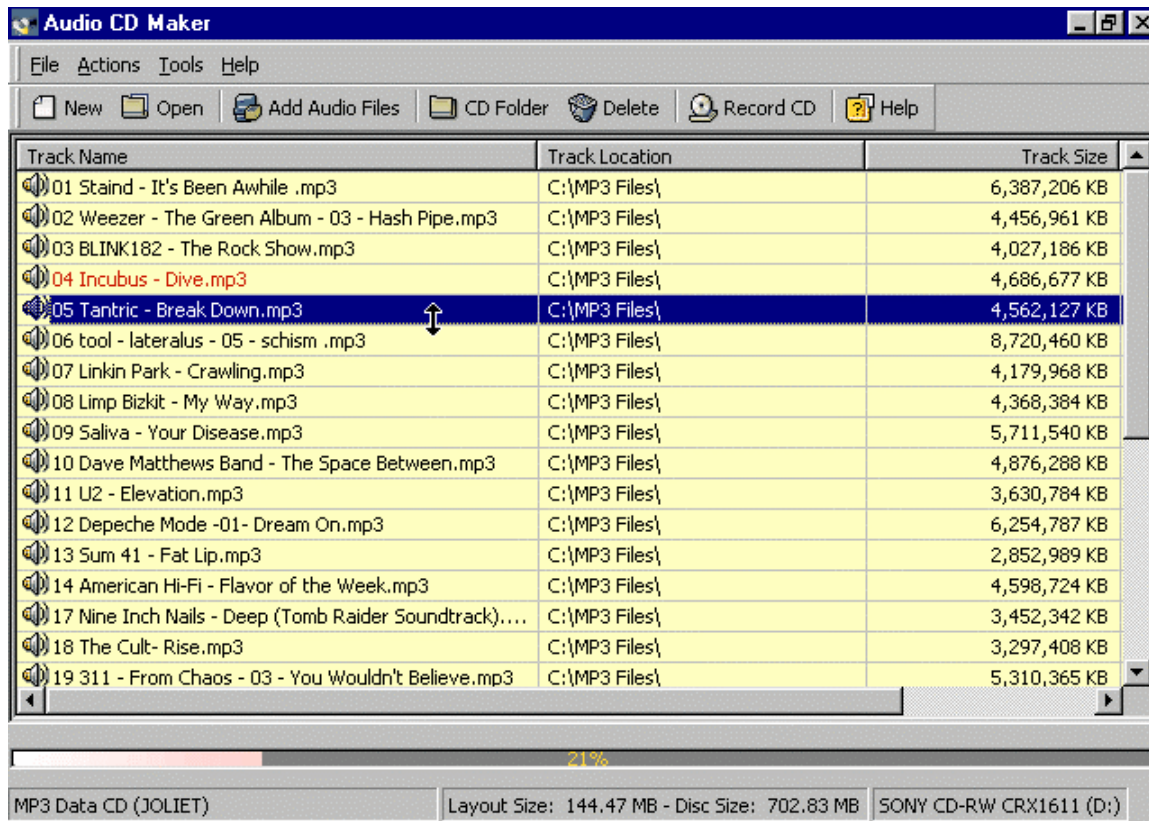 Audio CD Maker
File Actions Tools Help
New Open Add Audio Files CD Folder Delete Record CD Help
Track Name Track Location Track Size
01 Staind - It's Been Awhile .mp3 C:\MP3 Files\ 6,387,206 KB
02 Weezer - The Green Album - 03 - Hash Pipe.mp3 C:\MP3 Files\ 4,456,961 KB
03 BLINK182 - The Rock Show.mp3 C:\MP3 Files\ 4,027,186 KB
04 Incubus - Dive.mp3 C:\MP3 Files\ 4,686,677 KB
05 Tantric - Break Down.mp3 C:\MP3 Files\ 4,562,127 KB
06 tool - lateralus - 05 - schism .mp3 C:\MP3 Files\ 8,720,460 KB
07 Linkin Park - Crawling.mp3 C:\MP3 Files\ 4,179,968 KB
08 Limp Bizkit - My Way.mp3 C:\MP3 Files\ 4,368,384 KB
09 Saliva - Your Disease.mp3 C:\MP3 Files\ 5,711,540 KB
10 Dave Matthews Band - The Space Between.mp3 C:\MP3 Files\ 4,876,288 KB
11 U2 - Elevation.mp3 C:\MP3 Files\ 3,630,784 KB
12 Depeche Mode -01- Dream On.mp3 C:\MP3 Files\ 6,254,787 KB
13 Sum 41 - Fat Lip.mp3 C:\MP3 Files\ 2,852,989 KB
14 American Hi-Fi - Flavor of the Week.mp3 C:\MP3 Files\ 4,598,724 KB
17 Nine Inch Nails - Deep (Tomb Raider Soundtrack).... C:\MP3 Files\ 3,452,342 KB
18 The Cult- Rise.mp3 C:\MP3 Files\ 3,297,408 KB
19 311 - From Chaos - 03 - You Wouldn't Believe.mp3 C:\MP3 Files\ 5,310,365 KB
21%
MP3 Data CD (JOLIET) Layout Size: 144.47 MB - Disc Size: 702.83 MB SONY CD-RW CRX1611 (D:)